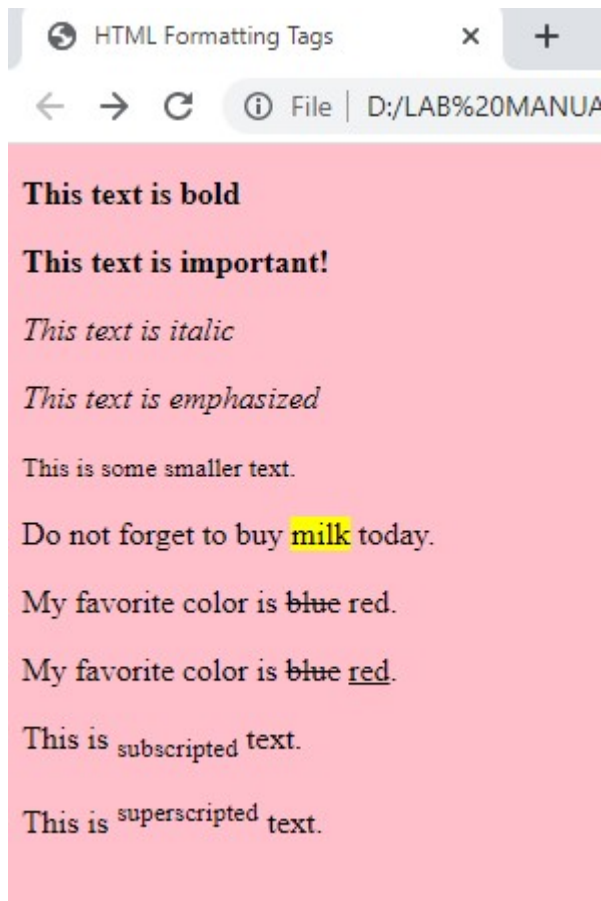 HTML Formatting Tags
File | D:/LAB%20MANUA
This text is bold
This text is important!
This text is italic
This text is emphasized
This is some smaller text.
Do not forget to buy milk today.
My favorite color is blue red.
My favorite color is blue red.
This is subscripted text.
This is superscripted text.